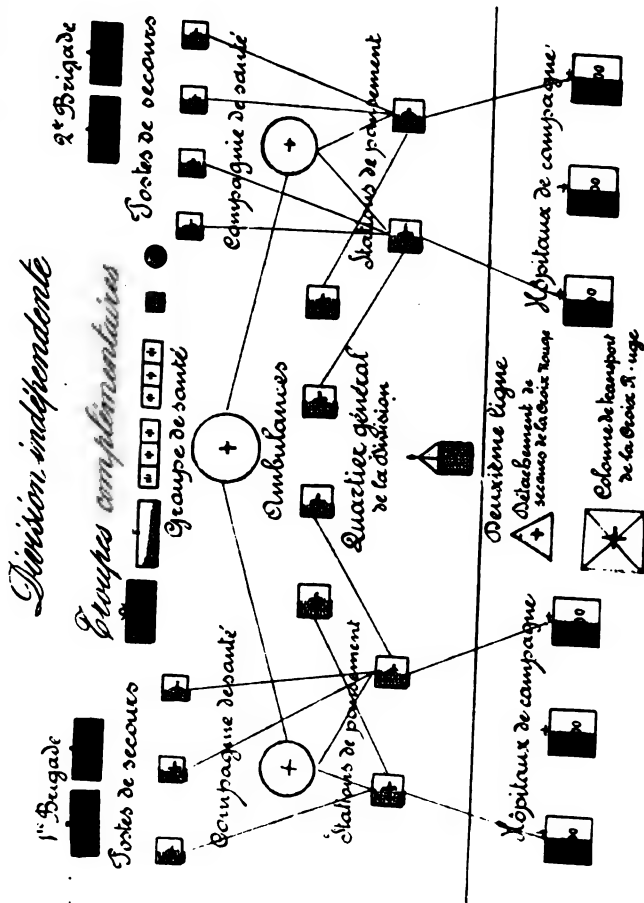 Division indépendente
1re Brigade
Troupes complémentaires
2e Brigade
Postes de secours
Groupe de santé
Postes de secours
Compagnie de santé
Compagnie de santé
Ambulances
Stations de pansement
Quartier général
de la Division
Stations de pansement
Deuxième ligne
Hôpitaux de campagne
Détachement de
secours de la Croix Rouge
Hôpitaux de campagne
Colonne de transport
de la Croix R uge